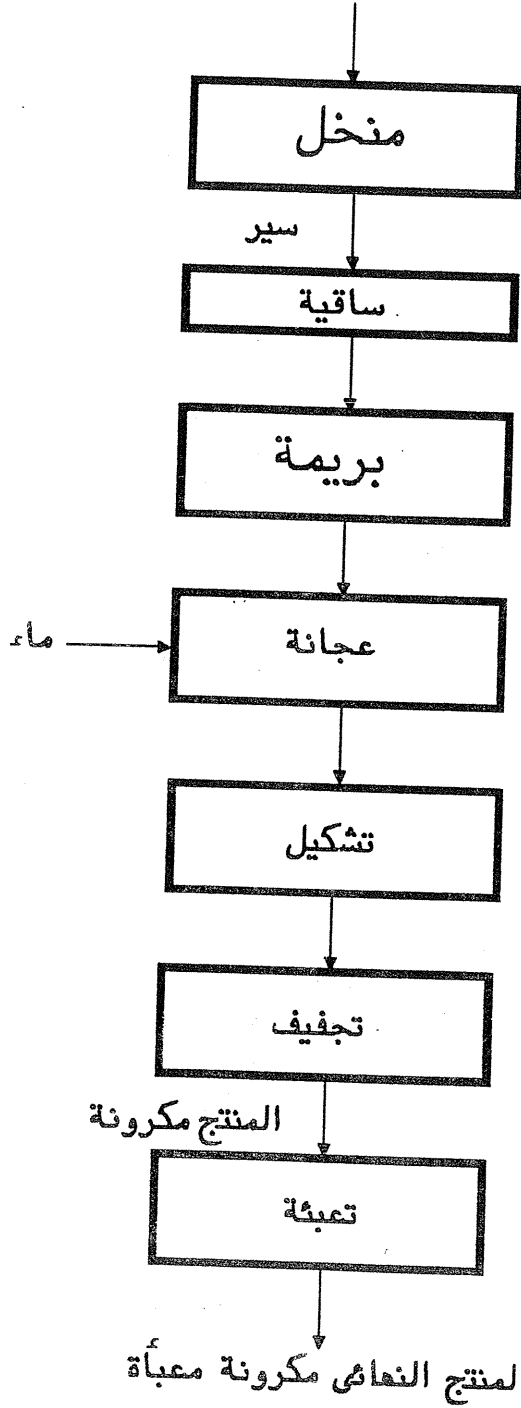 منخل
سير
ساقية
بريمة
عجانة
ماء
تشكيل
تجفيف
المنتج مكرونة
تعبئة
لمنتج النهائى مكرونة معبأة